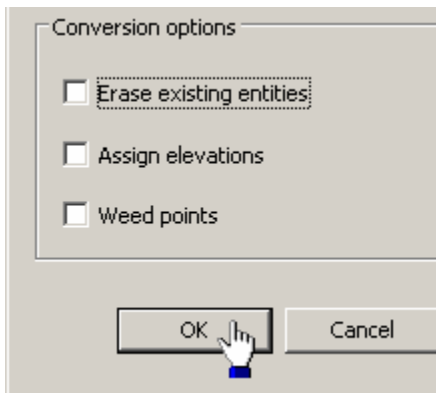 Conversion options
Erase existing entities
Assign elevations
Weed points
OK Cancel